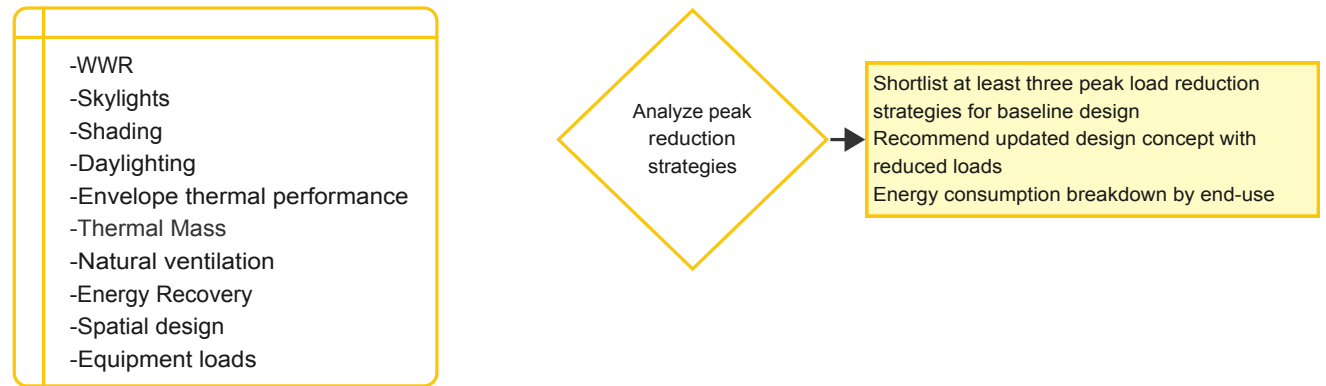 -WWR
-Skylights
-Shading
-Daylighting
-Envelope thermal performance
-Thermal Mass
-Natural ventilation
-Energy Recovery
-Spatial design
-Equipment loads
Analyze peak
reduction
strategies
Shortlist at least three peak load reduction
strategies for baseline design
Recommend updated design concept with
reduced loads
Energy consumption breakdown by end-use